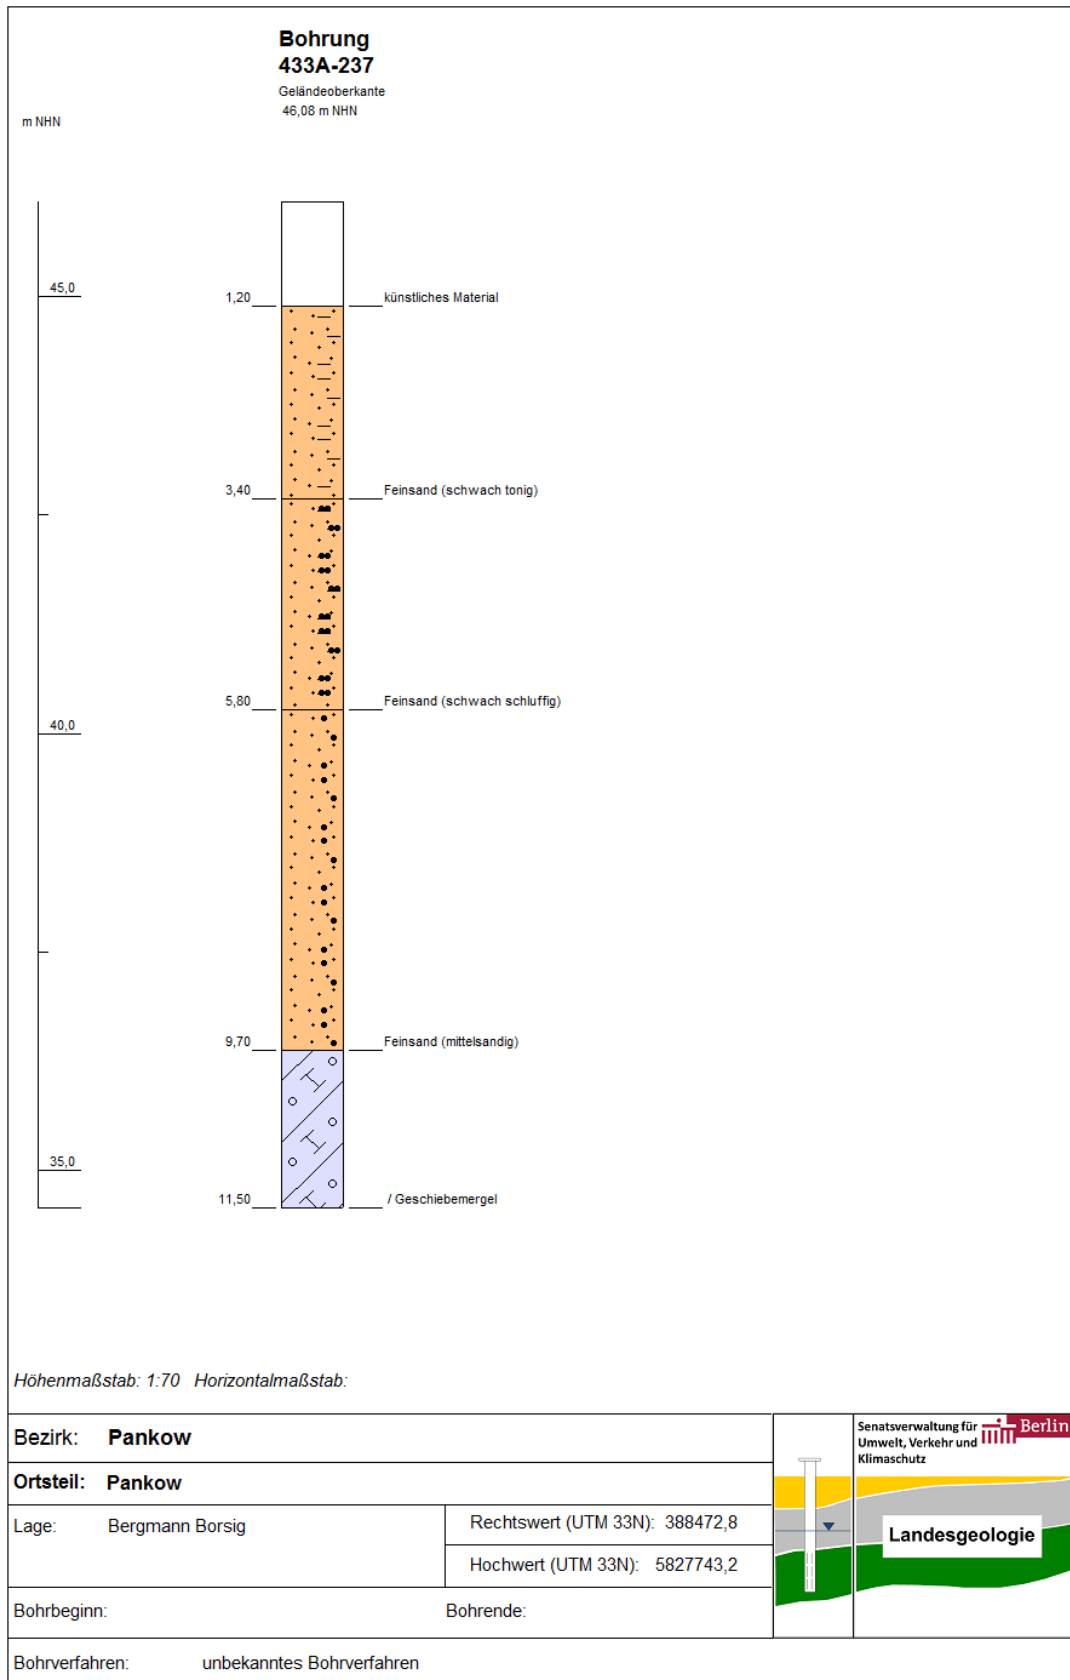 Bohrung
433A-237
Geländeoberkante
46,08 m NHN
m NHN
45,0
1,20
künstliches Material
3,40
Feinsand (schwach tonig)
5,80
Feinsand (schwach schluffig)
40,0
9,70
Feinsand (mittelsandig)
35,0
11,50
/ Geschiebemergel
Höhenmaßstab: 1:70 Horizontalmaßstab:
Bezirk: Pankow
Ortsteil: Pankow
Lage: Bergmann Borsig
Rechtswert (UTM 33N): 388472,8
Hochwert (UTM 33N): 5827743,2
Bohrbeginn:
Bohrende:
Bohrverfahren: unbekanntes Bohrverfahren
Senatsverwaltung für
Umwelt, Verkehr und
Klimaschutz
Berlin
Landesgeologie